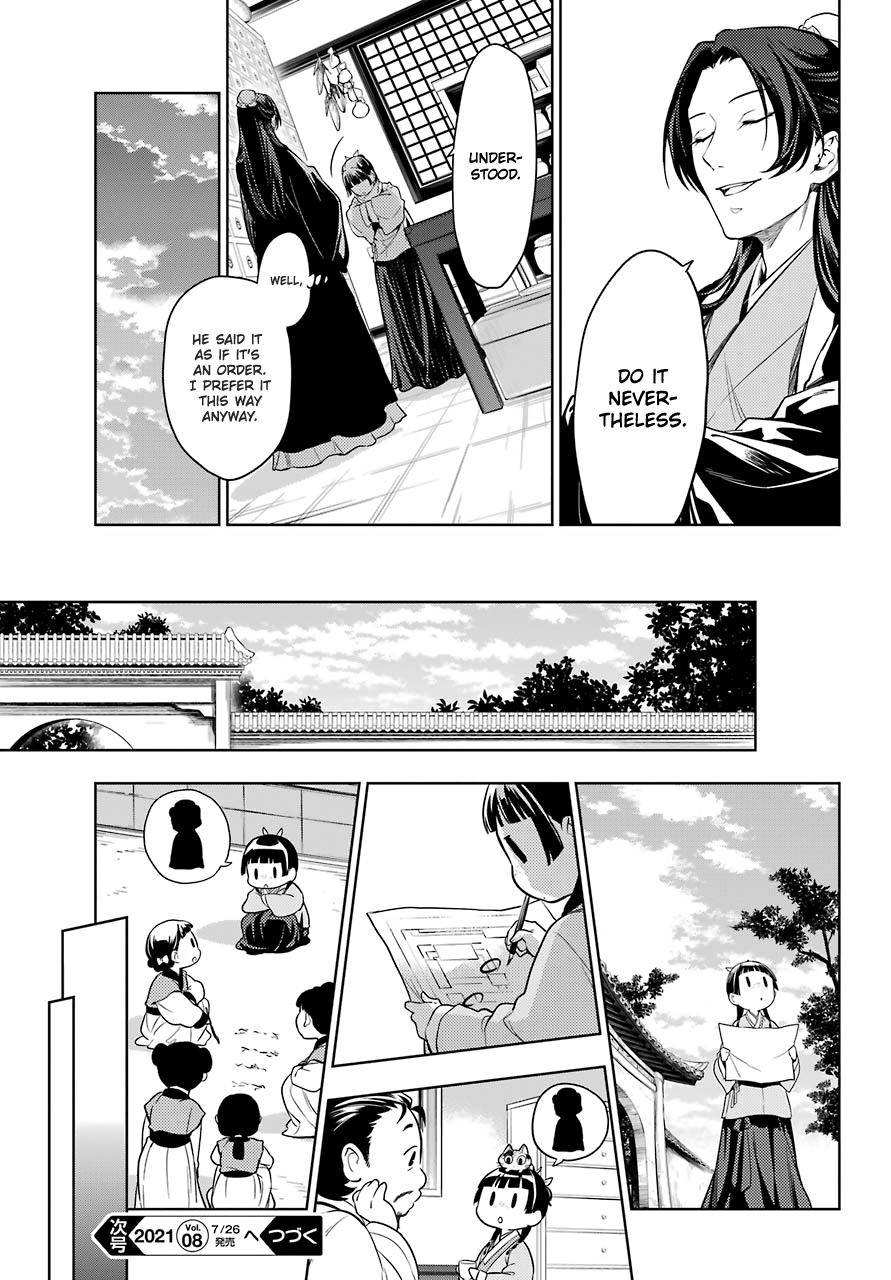 DO IT
NEVER-
THELESS.
UNDER-
STOOD.
WELL,
HE SAID IT
AS IF IT'S
AN ORDER.
I PREFER IT
THIS WAY
ANYWAY.
次号 2021 Vol. 08 7/26 発売 へ つづく